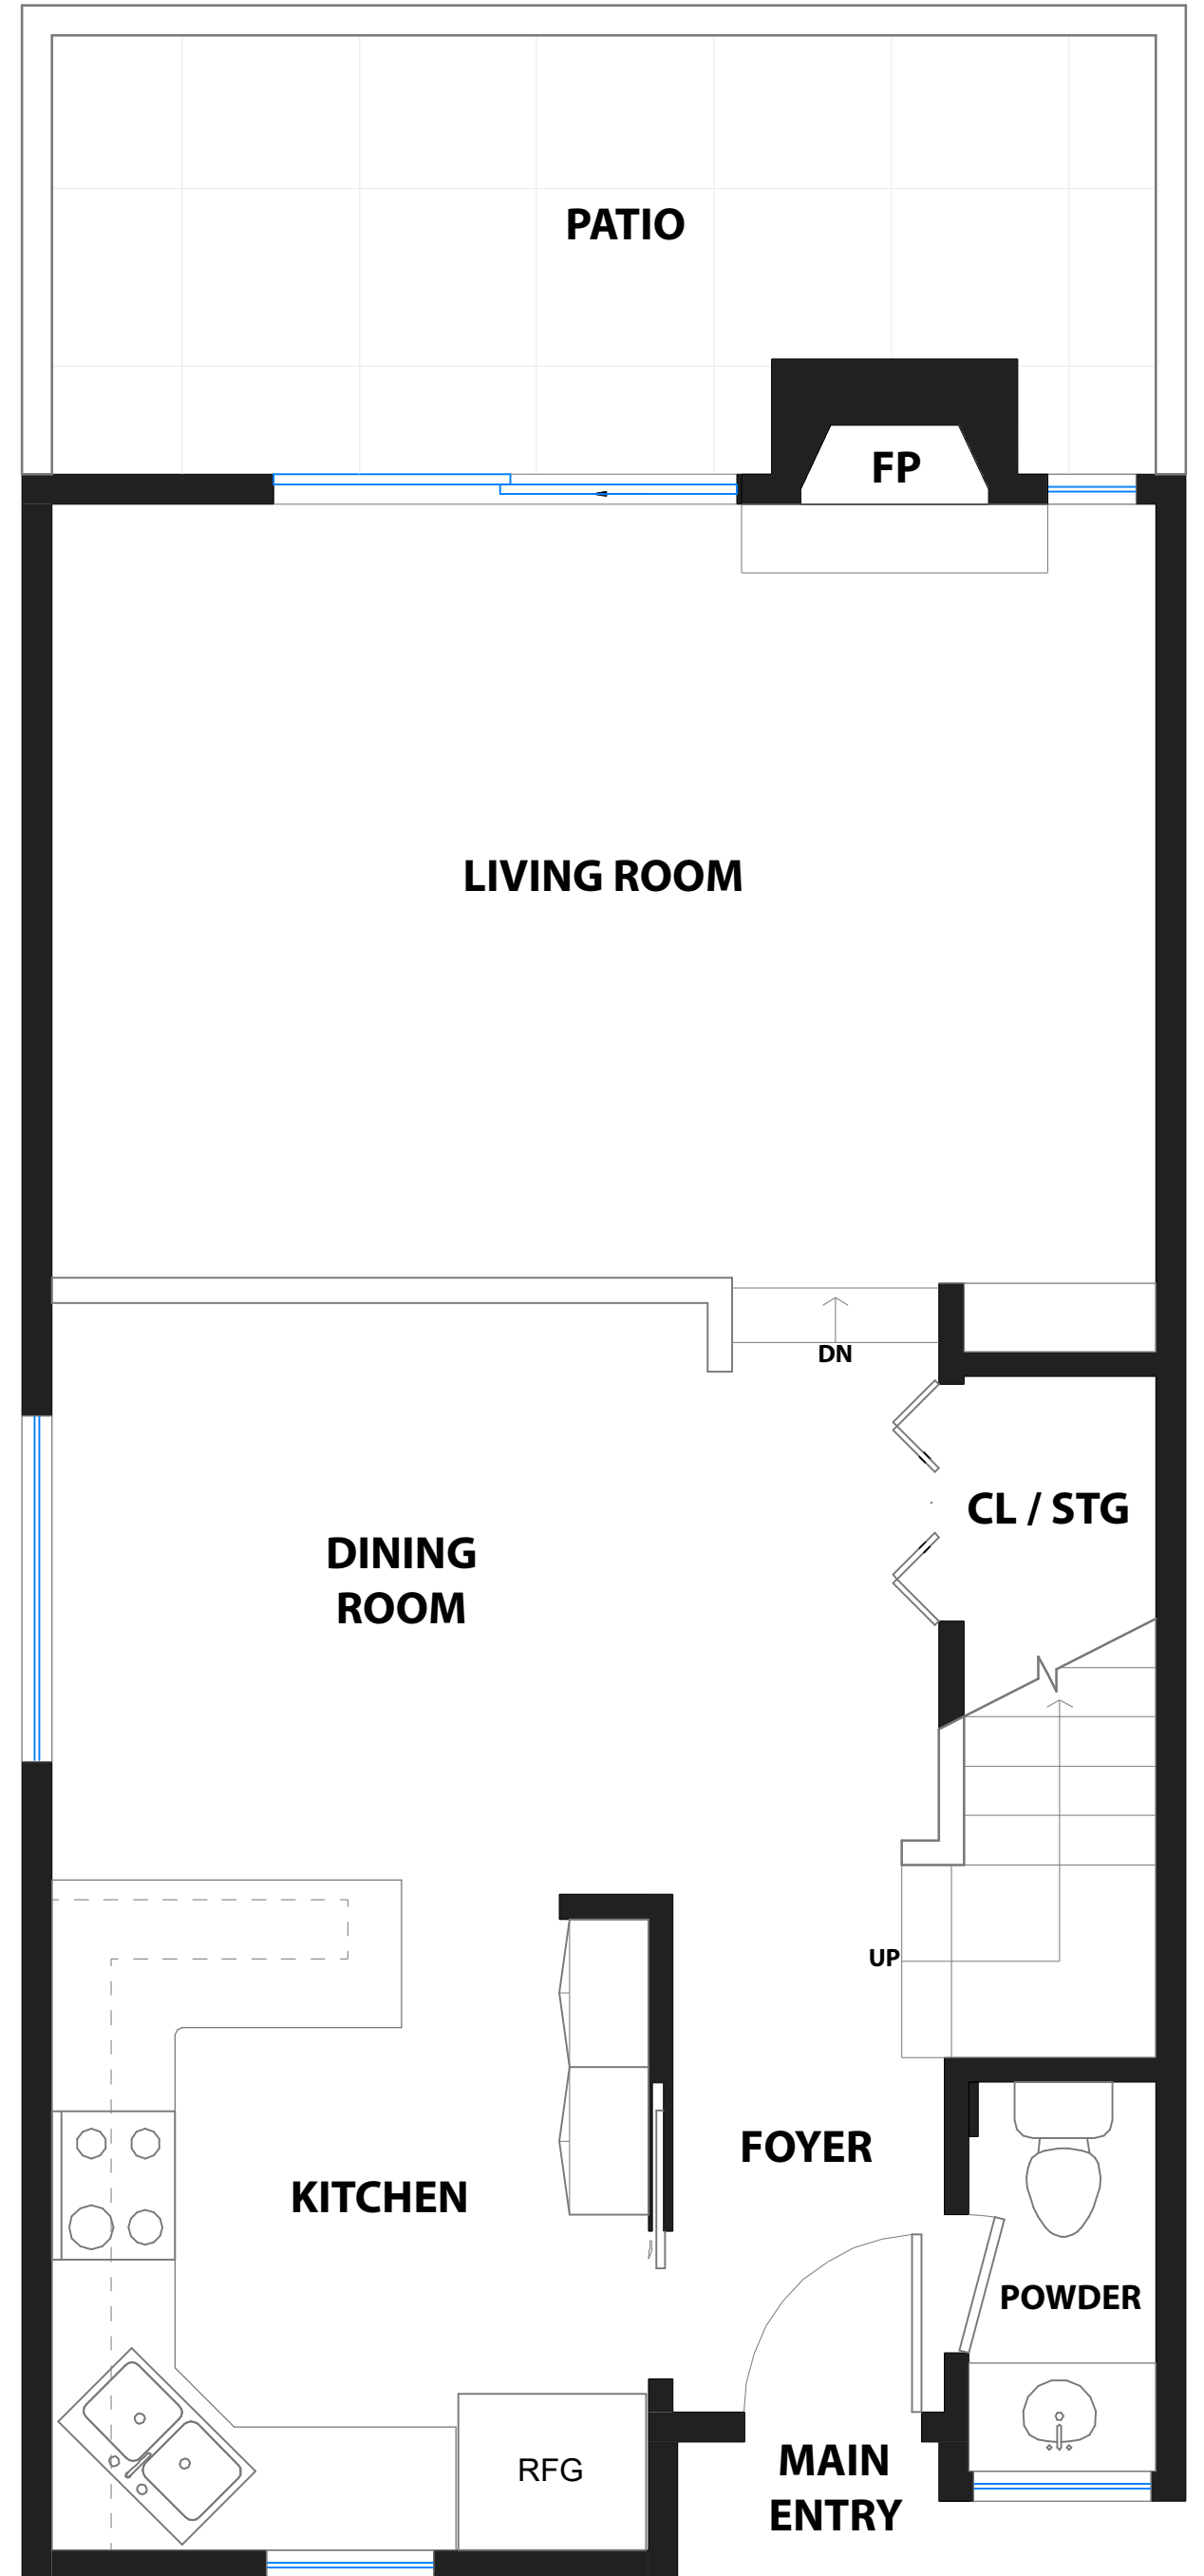 PATIO
FP
LIVING ROOM
DN
CL / STG
DINING
ROOM
UP
FOYER
KITCHEN
POWDER
MAIN
ENTRY
RFG